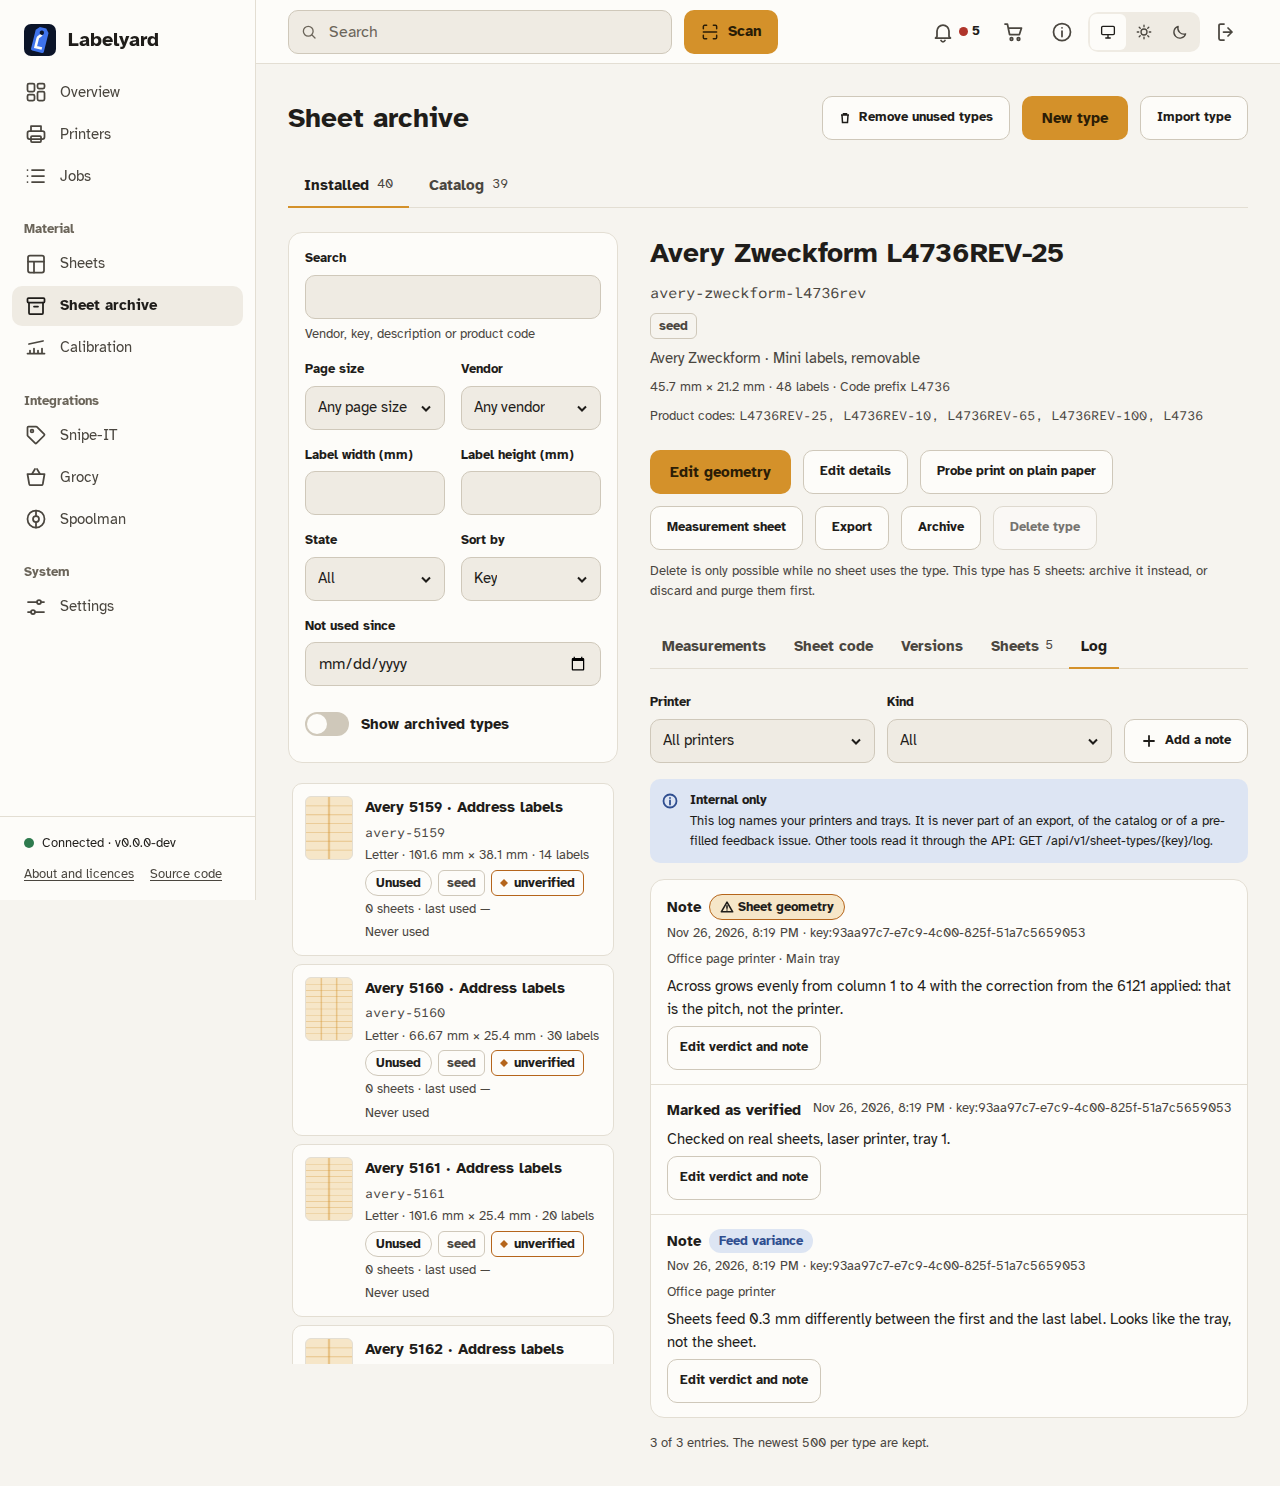 Labelyard
Search
Scan
5
Overview
Printers
Jobs
Material
Sheets
Sheet archive
Calibration
Integrations
Snipe-IT
Grocy
Spoolman
System
Settings
Connected · v0.0.0-dev
About and licences
Source code
Sheet archive
Remove unused types
New type
Import type
Installed 40
Catalog 39
Search
Vendor, key, description or product code
Page size
Vendor
Any page size
Any vendor
Label width (mm)
Label height (mm)
State
Sort by
All
Key
Not used since
mm/dd/yyyy
Show archived types
Avery 5159 · Address labels
avery-5159
Letter · 101.6 mm × 38.1 mm · 14 labels
Unused
seed
unverified
0 sheets · last used —
Never used
Avery 5160 · Address labels
avery-5160
Letter · 66.67 mm × 25.4 mm · 30 labels
Unused
seed
unverified
0 sheets · last used —
Never used
Avery 5161 · Address labels
avery-5161
Letter · 101.6 mm × 25.4 mm · 20 labels
Unused
seed
unverified
0 sheets · last used —
Never used
Avery 5162 · Address labels
Avery Zweckform L4736REV-25
avery-zweckform-l4736rev
seed
Avery Zweckform · Mini labels, removable
45.7 mm × 21.2 mm · 48 labels · Code prefix L4736
Product codes: L4736REV-25, L4736REV-10, L4736REV-65, L4736REV-100, L4736
Edit geometry
Edit details
Probe print on plain paper
Measurement sheet
Export
Archive
Delete type
Delete is only possible while no sheet uses the type. This type has 5 sheets: archive it instead, or
discard and purge them first.
Measurements
Sheet code
Versions
Sheets 5
Log
Printer
Kind
All printers
All
Add a note
Internal only
This log names your printers and trays. It is never part of an export, of the catalog or of a pre-
filled feedback issue. Other tools read it through the API: GET /api/v1/sheet-types/{key}/log.
Note
Sheet geometry
Nov 26, 2026, 8:19 PM · key:93aa97c7-e7c9-4c00-825f-51a7c5659053
Office page printer · Main tray
Across grows evenly from column 1 to 4 with the correction from the 6121 applied: that
is the pitch, not the printer.
Edit verdict and note
Marked as verified
Nov 26, 2026, 8:19 PM · key:93aa97c7-e7c9-4c00-825f-51a7c5659053
Checked on real sheets, laser printer, tray 1.
Edit verdict and note
Note
Feed variance
Nov 26, 2026, 8:19 PM · key:93aa97c7-e7c9-4c00-825f-51a7c5659053
Office page printer
Sheets feed 0.3 mm differently between the first and the last label. Looks like the tray,
not the sheet.
Edit verdict and note
3 of 3 entries. The newest 500 per type are kept.